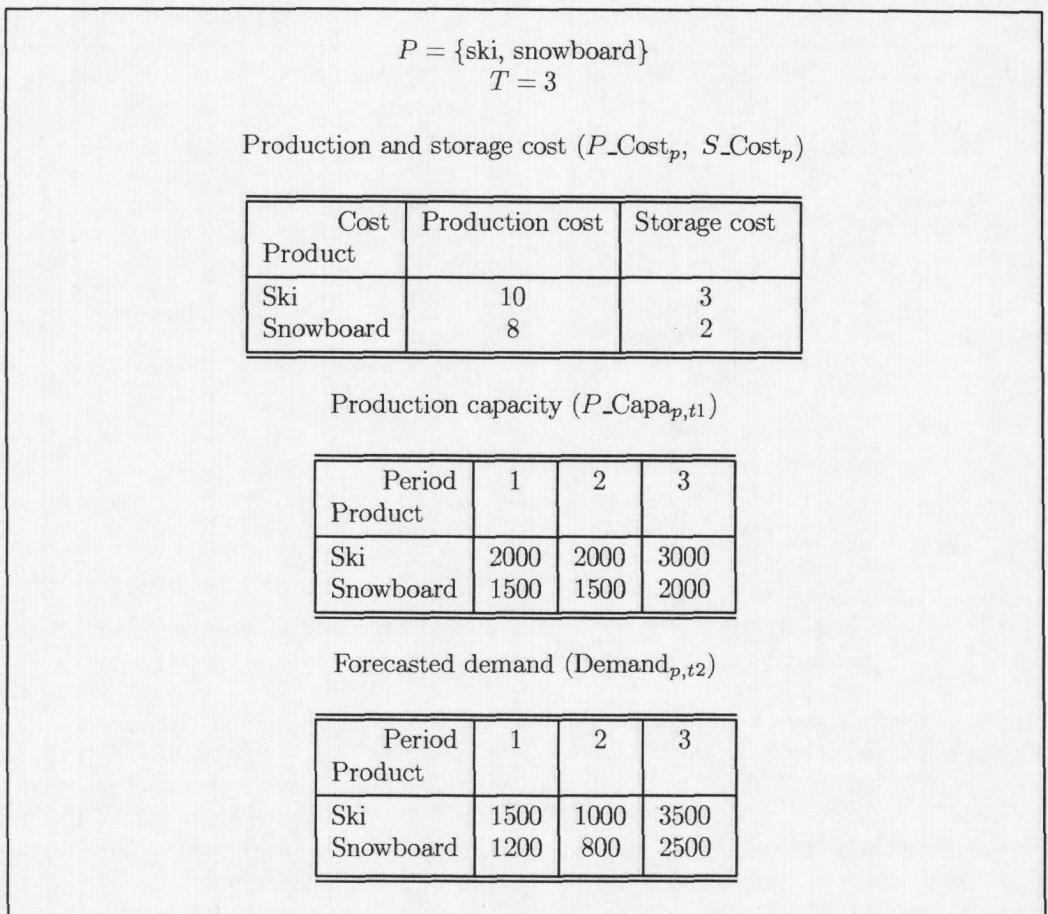 P = {ski, snowboard}
T = 3
Production and storage cost (P_Cost_p, S_Cost_p)
Cost Production cost Storage cost
Product
Ski 10 3
Snowboard 8 2
Production capacity (P_Capa_{p,t1})
Period 1 2 3
Product
Ski 2000 2000 3000
Snowboard 1500 1500 2000
Forecasted demand (Demand_{p,t2})
Period 1 2 3
Product
Ski 1500 1000 3500
Snowboard 1200 800 2500